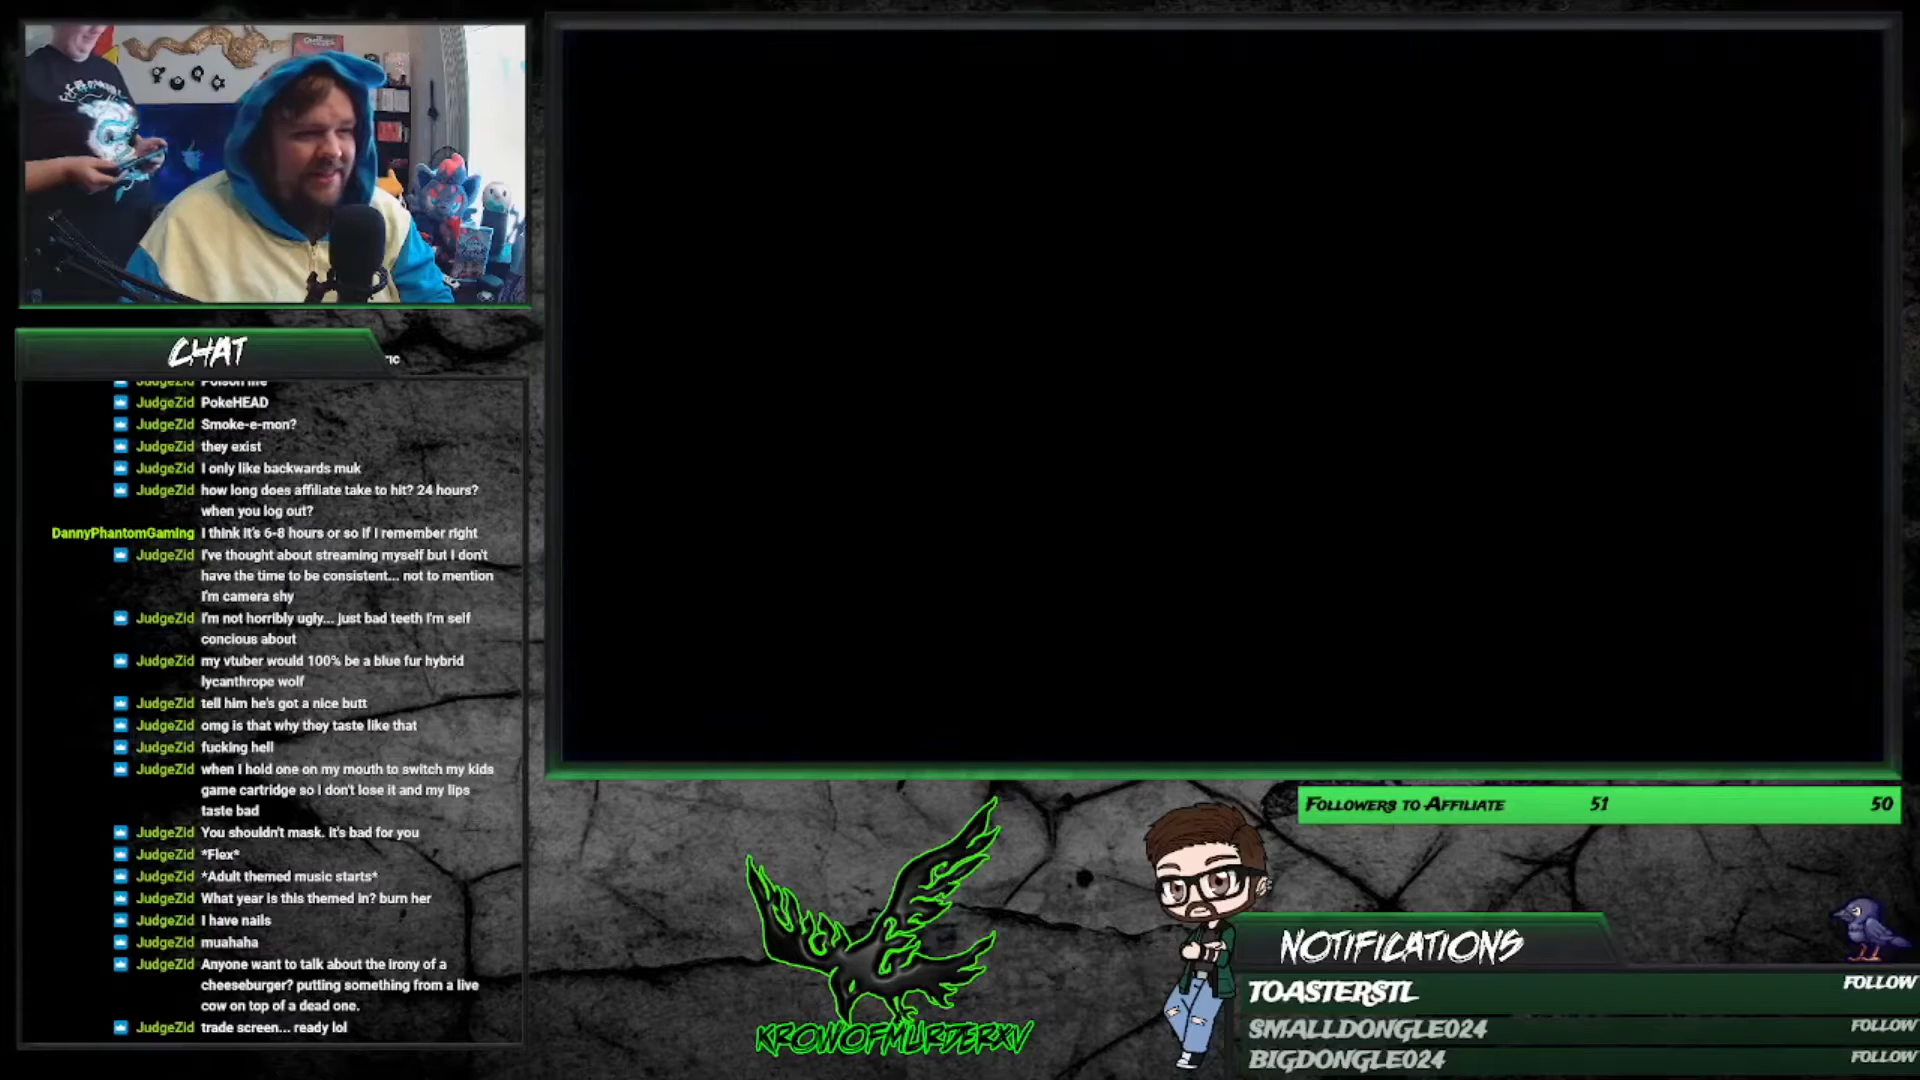 CHAT
JudgeZid Poison me
JudgeZid PokeHEAD
JudgeZid Smoke-e-mon?
JudgeZid they exist
JudgeZid I only like backwards muk
JudgeZid how long does affiliate take to hit? 24 hours?
when you log out?
DannyPhantomGaming I think it's 6-8 hours or so if I remember right
JudgeZid I've thought about streaming myself but I don't
have the time to be consistent... not to mention
I'm camera shy
JudgeZid I'm not horribly ugly... just bad teeth I'm self
concious about
JudgeZid my vtuber would 100% be a blue fur hybrid
lycanthrope wolf
JudgeZid tell him he's got a nice butt
JudgeZid omg is that why they taste like that
JudgeZid fucking hell
JudgeZid when I hold one on my mouth to switch my kids
game cartridge so I don't lose it and my lips
taste bad
JudgeZid You shouldn't mask. it's bad for you
JudgeZid *Flex*
JudgeZid *Adult themed music starts*
JudgeZid What year is this themed in? burn her
JudgeZid I have nails
JudgeZid muahaha
JudgeZid Anyone want to talk about the irony of a
cheeseburger? putting something from a live
cow on top of a dead one.
JudgeZid trade screen... ready lol
FOLLOWERS TO AFFILIATE 51 50
KROWOFMURDERXV
NOTIFICATIONS
TOASTERSTL FOLLOW
SMALLDONGLE024 FOLLOW
BIGDONGLE024 FOLLOW